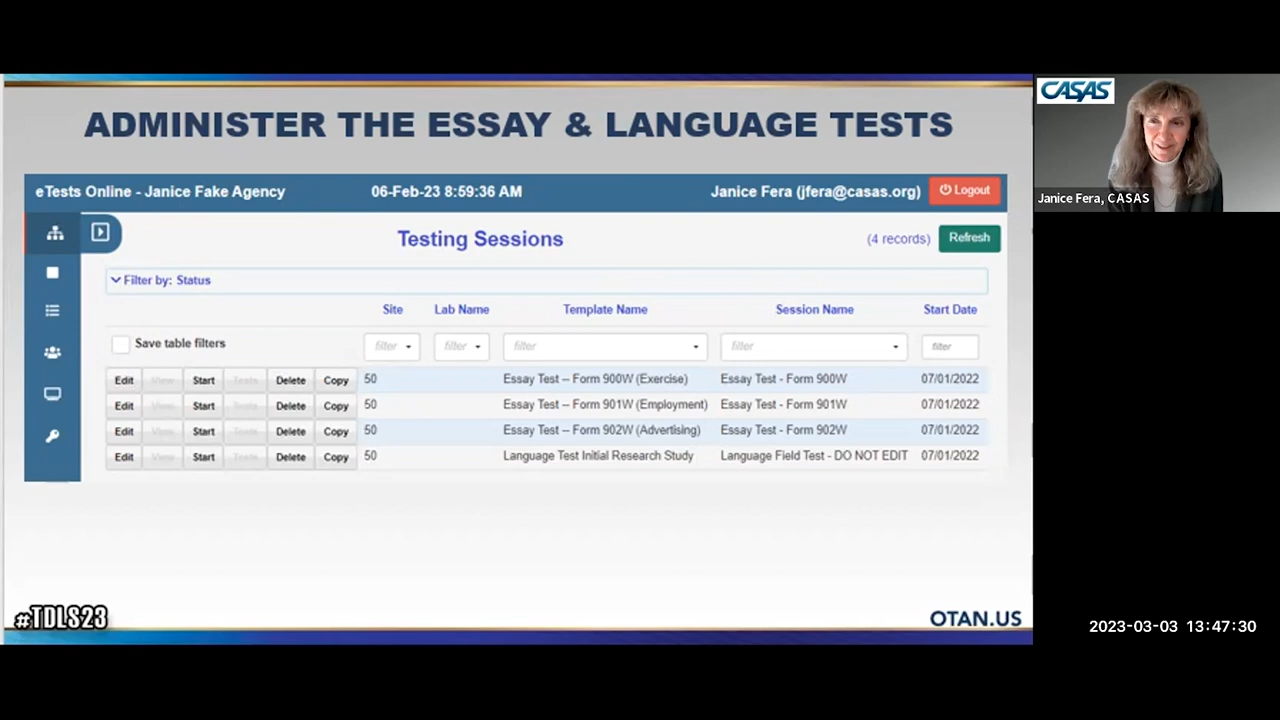 ADMINISTER THE ESSAY & LANGUAGE TESTS
eTests Online - Janice Fake Agency 06-Feb-23 8:59:36 AM Janice Fera (jfera@casas.org) Logout
Testing Sessions (4 records) Refresh
Filter by: Status
Site Lab Name Template Name Session Name Start Date
Save table filters filter filter filter filter filter
Edit View Start Tests Delete Copy 50 Essay Test -- Form 900W (Exercise) Essay Test - Form 900W 07/01/2022
Edit View Start Tests Delete Copy 50 Essay Test -- Form 901W (Employment) Essay Test - Form 901W 07/01/2022
Edit View Start Tests Delete Copy 50 Essay Test -- Form 902W (Advertising) Essay Test - Form 902W 07/01/2022
Edit View Start Tests Delete Copy 50 Language Test Initial Research Study Language Field Test - DO NOT EDIT 07/01/2022
#TDLS23
OTAN.US
CASAS
Janice Fera, CASAS
2023-03-03 13:47:30